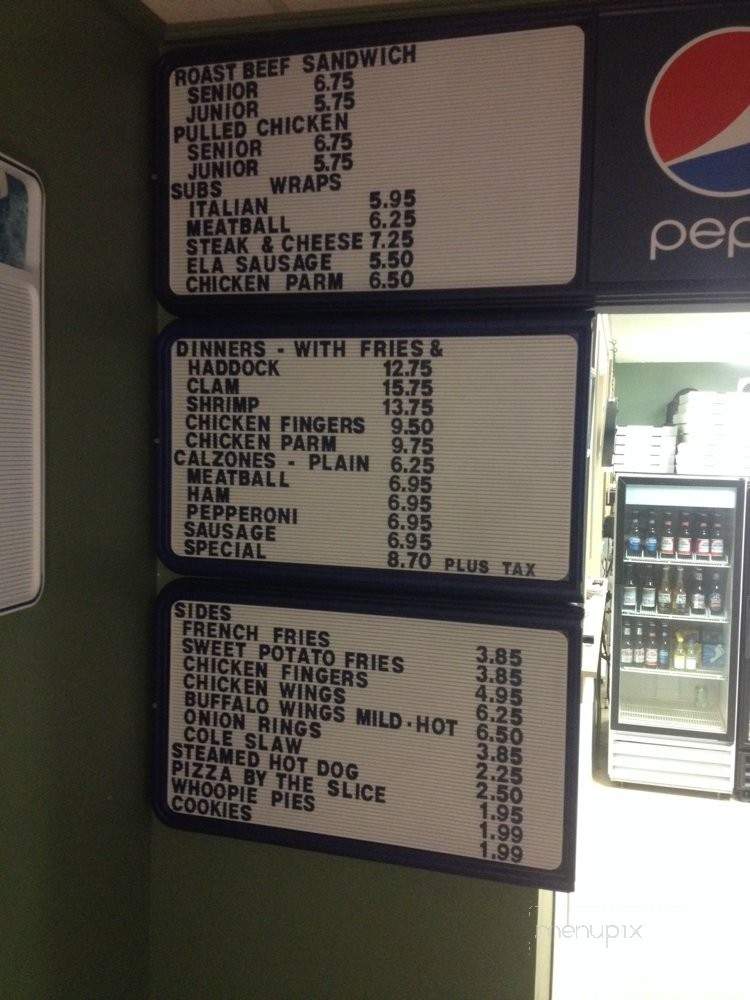 ROAST BEEF SANDWICH
SENIOR 6.75
JUNIOR 5.75
PULLED CHICKEN
SENIOR 6.75
JUNIOR 5.75
SUBS WRAPS
ITALIAN 5.95
MEATBALL 6.25
STEAK & CHEESE 7.25
ELA SAUSAGE 5.50
CHICKEN PARM 6.50
DINNERS - WITH FRIES &
HADDOCK 12.75
CLAM 15.75
SHRIMP 13.75
CHICKEN FINGERS 9.50
CHICKEN PARM 9.75
CALZONES - PLAIN 6.25
MEATBALL 6.95
HAM 6.95
PEPPERONI 6.95
SAUSAGE 6.95
SPECIAL 8.70 PLUS TAX
SIDES
FRENCH FRIES 3.85
SWEET POTATO FRIES 3.85
CHICKEN FINGERS 4.95
CHICKEN WINGS 6.25
BUFFALO WINGS MILD-HOT 6.50
ONION RINGS 3.85
COLE SLAW 2.25
STEAMED HOT DOG 2.50
PIZZA BY THE SLICE 1.95
WHOOPIE PIES 1.99
COOKIES 1.99
pep
menupix